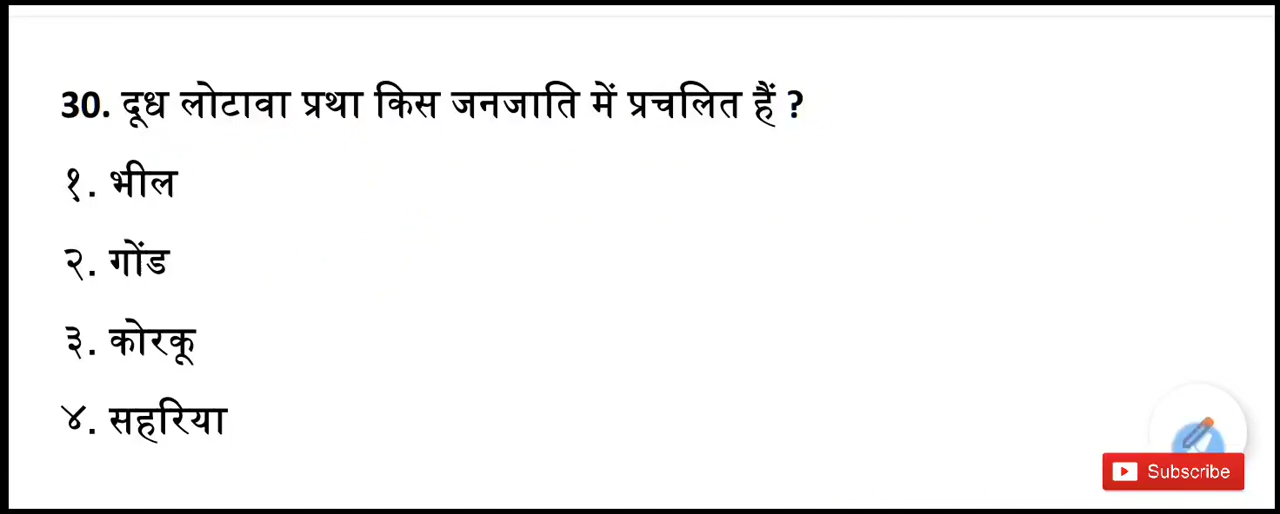 30. दूध लोटावा प्रथा किस जनजाति में प्रचलित हैं ?
१. भील
२. गोंड
३. कोरकू
४. सहरिया
Subscribe